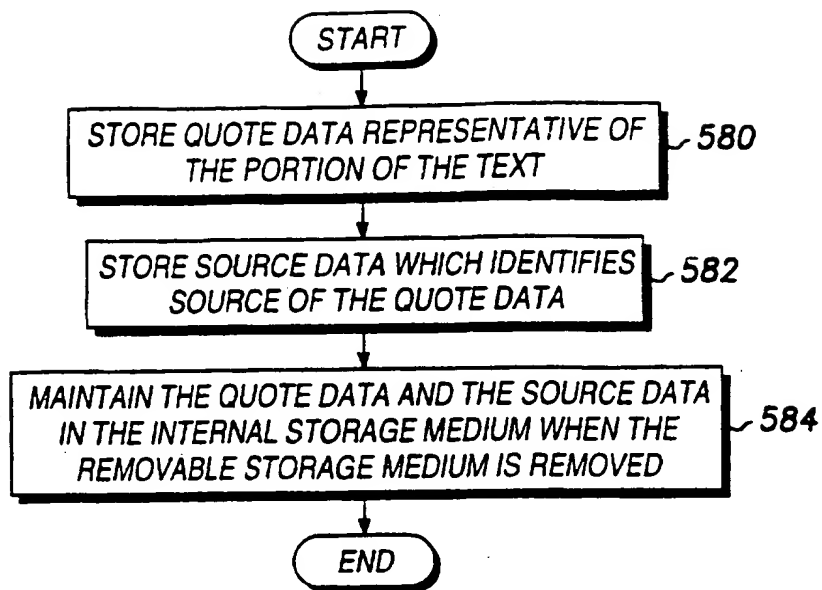 START
STORE QUOTE DATA REPRESENTATIVE OF
THE PORTION OF THE TEXT
580
STORE SOURCE DATA WHICH IDENTIFIES
SOURCE OF THE QUOTE DATA
582
MAINTAIN THE QUOTE DATA AND THE SOURCE DATA
IN THE INTERNAL STORAGE MEDIUM WHEN THE
REMOVABLE STORAGE MEDIUM IS REMOVED
584
END